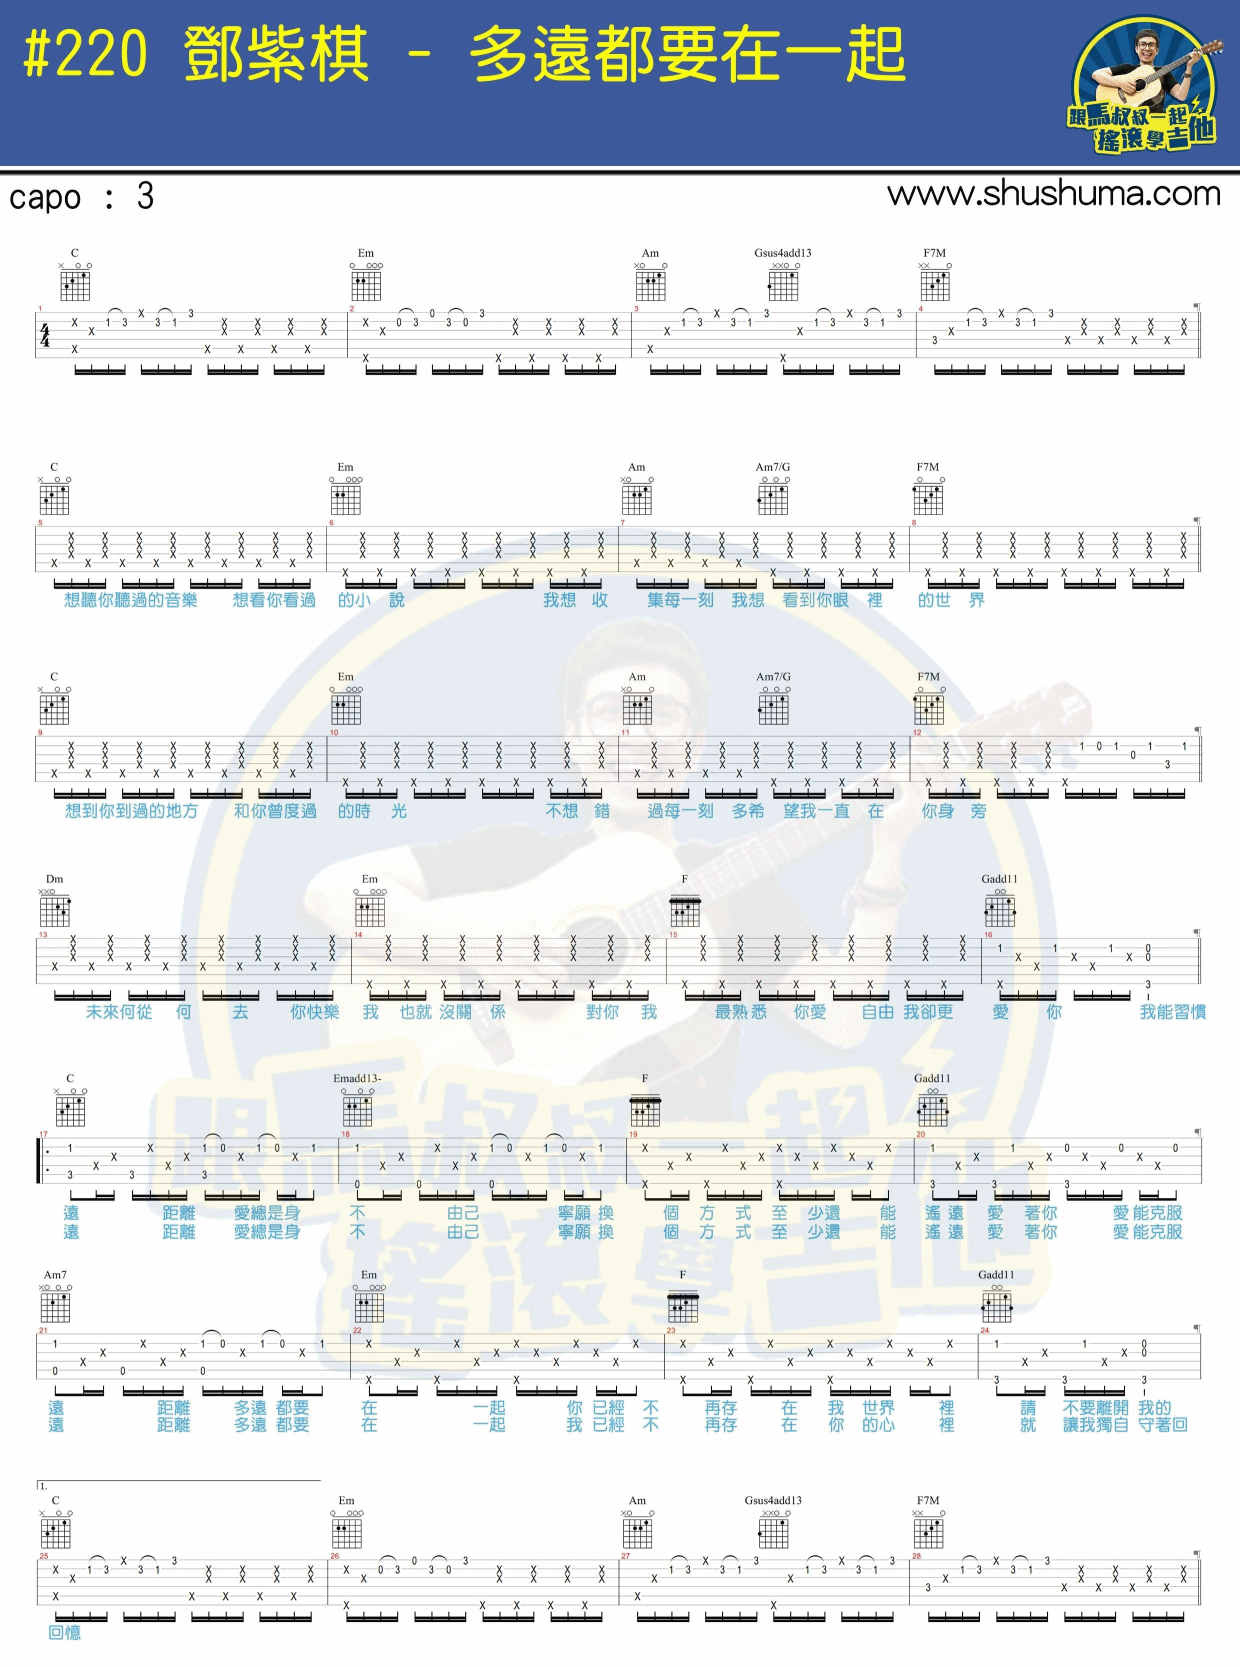 #220 鄧紫棋 - 多遠都要在一起
跟馬叔叔一起
搖滾學吉他
capo : 3
www.shushuma.com
C Em Am Gsus4add13 F7M
C Em Am Am7/G F7M
想聽你聽過的音樂 想看你看過 的小 說 我想 收 集每一刻 我想 看到你眼 裡 的世 界
C Em Am Am7/G F7M
想到你到過的地方 和你曾度過 的時 光 不想 錯 過每一刻 多希 望我一直 在 你身 旁
Dm Em F Gadd11
未來何從 何 去 你快樂 我 也就 沒關 係 對你 我 最熟悉 你愛 自由 我卻更 愛 你 我能習慣
C Emadd13- F Gadd11
遠 距離 愛總是身 不 由己 寧願 換 個 方 式 至 少還 能 遙 遠 愛 著你 愛能克服
遠 距離 愛總是身 不 由己 寧願 換 個 方 式 至 少還 能 遙 遠 愛 著你 愛能克服
Am7 Em F Gadd11
遠 距離 多遠 都要 在 一起 你 已經 不 再存 在 我 世界 裡 請 不要離開 我的
遠 距離 多遠 都要 在 一起 我 已經 不 再存 在 你 的心 裡 就 讓我獨自 守著回
1.
C Em Am Gsus4add13 F7M
回憶